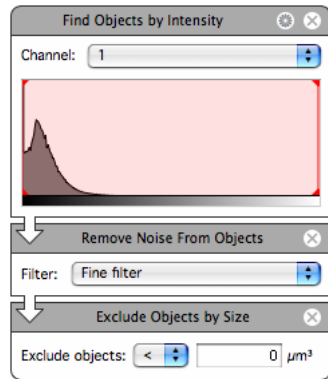 Find Objects by Intensity
Channel: 1
Remove Noise From Objects
Filter: Fine filter
Exclude Objects by Size
Exclude objects: < 0 µm³